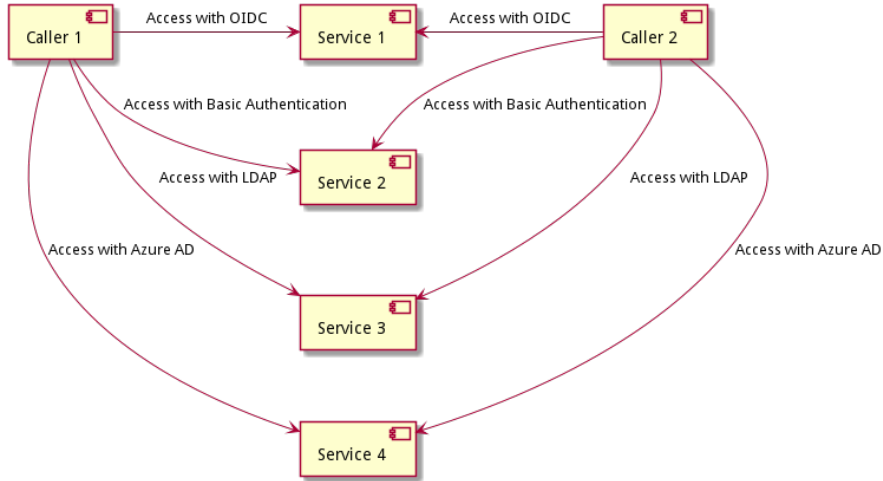 Access with OIDC
Access with OIDC
Caller 1
Service 1
Caller 2
Access with Basic Authentication
Access with Basic Authentication
Access with LDAP
Service 2
Access with LDAP
Access with Azure AD
Access with Azure AD
Service 3
Service 4